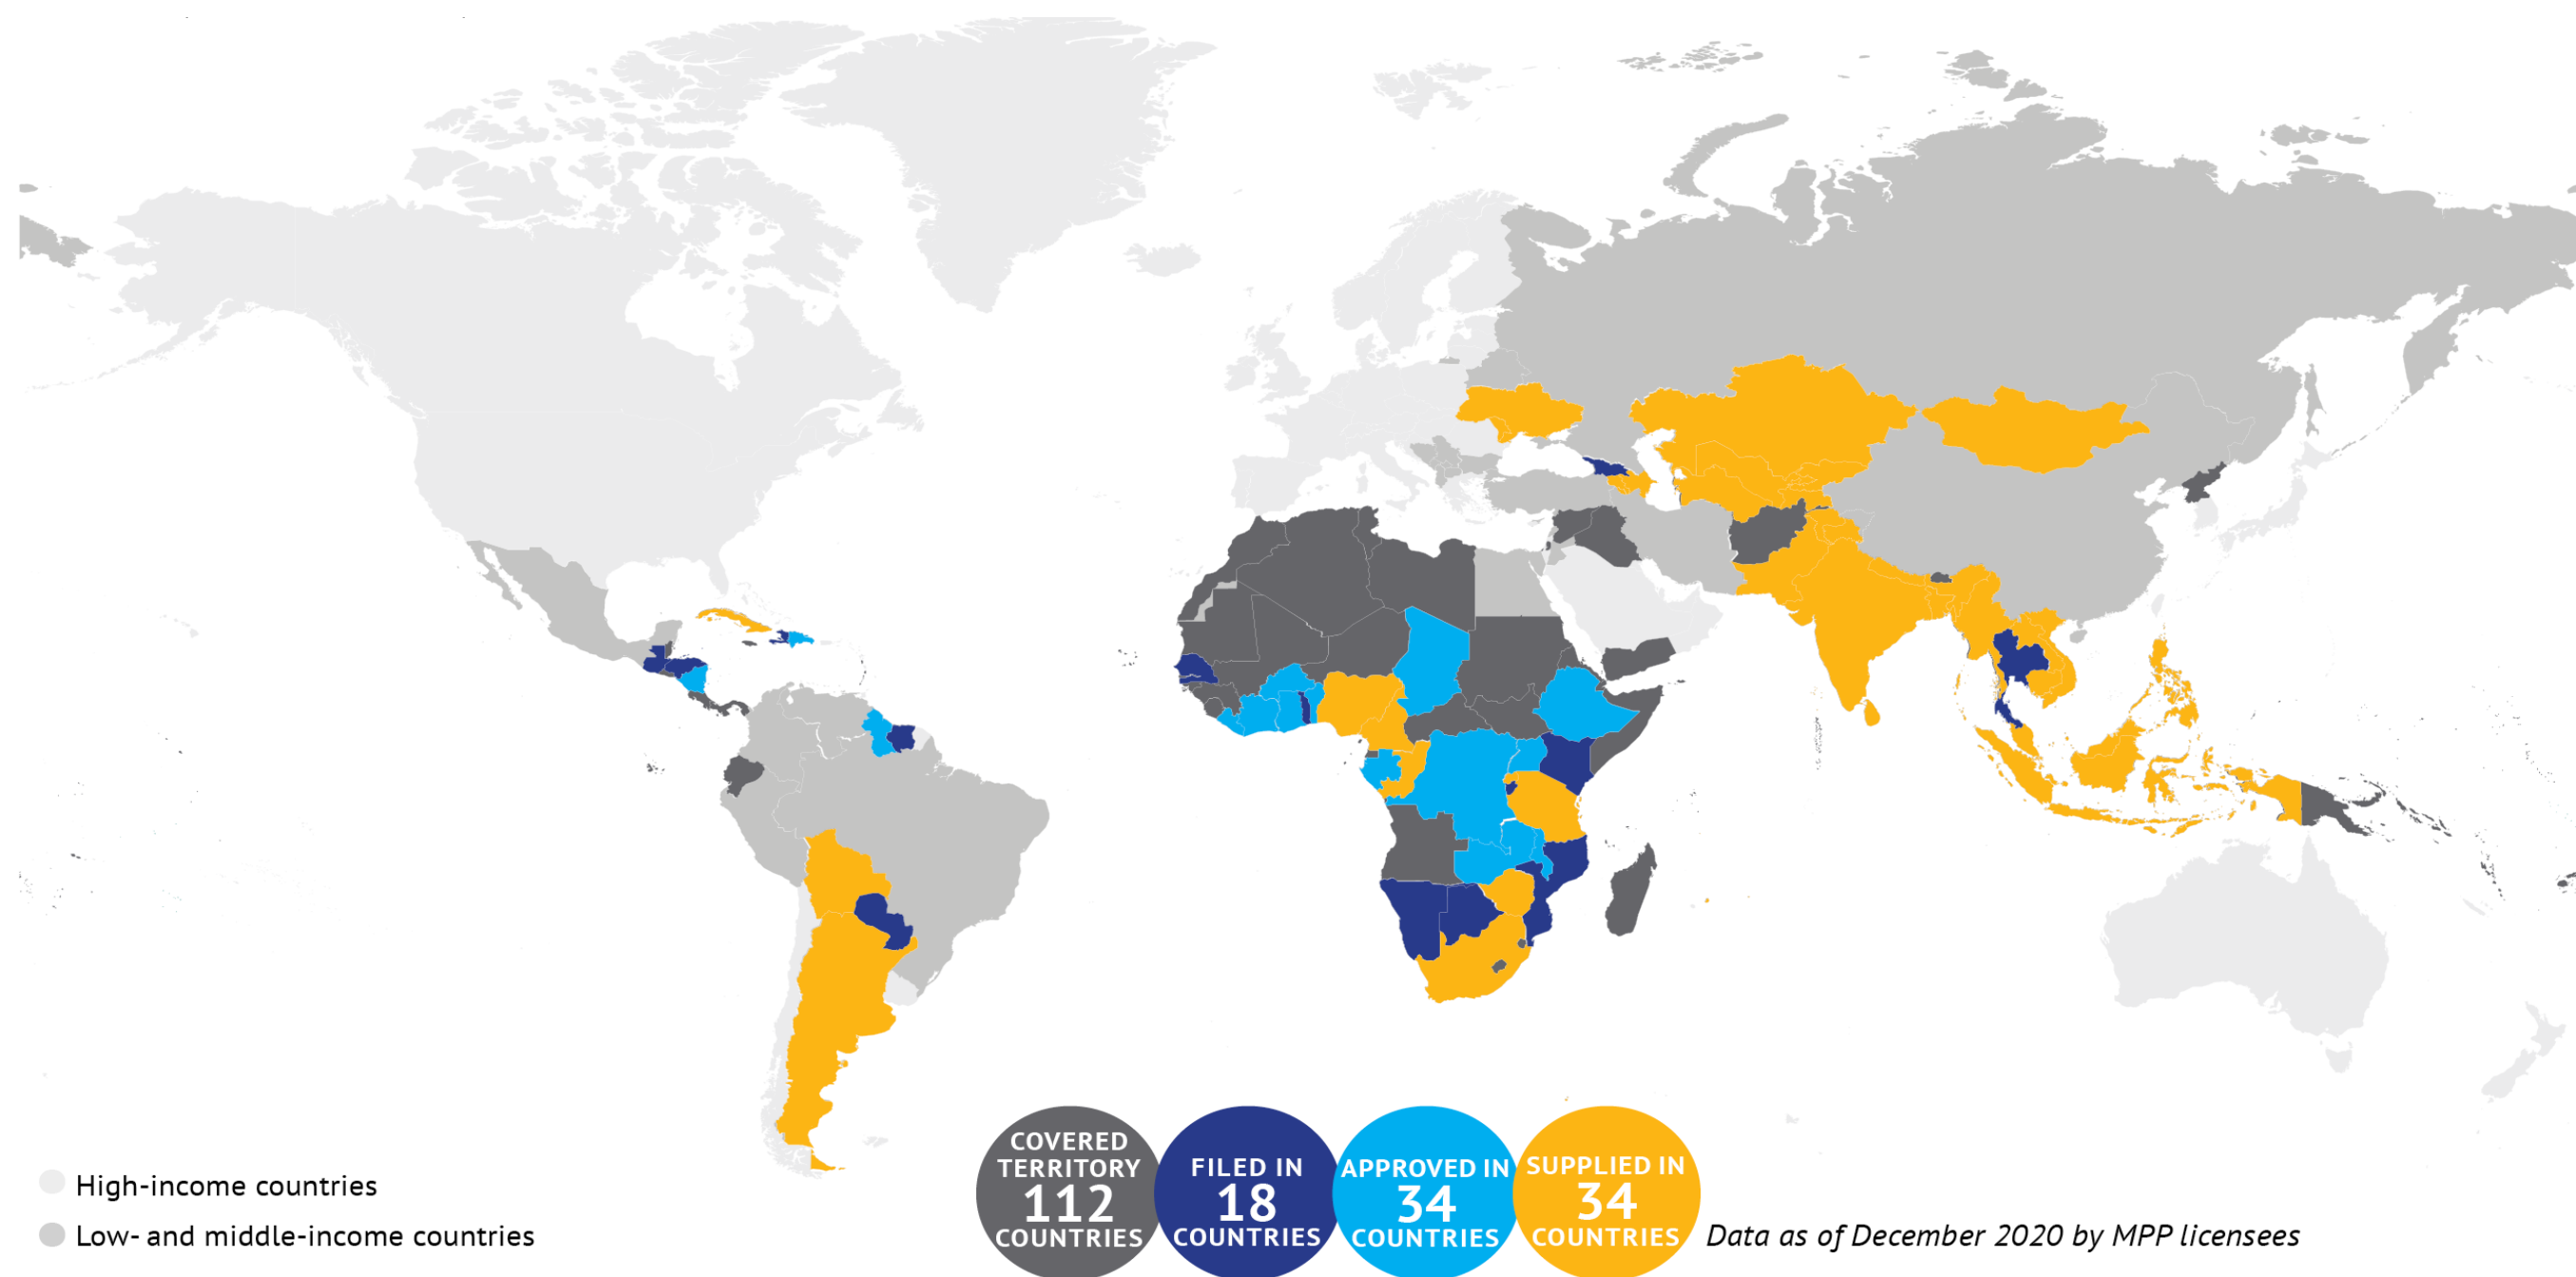 High-income countries
Low- and middle-income countries
COVERED
TERRITORY
112
COUNTRIES
FILED IN
18
COUNTRIES
APPROVED IN
34
COUNTRIES
SUPPLIED IN
34
COUNTRIES
Data as of December 2020 by MPP licensees